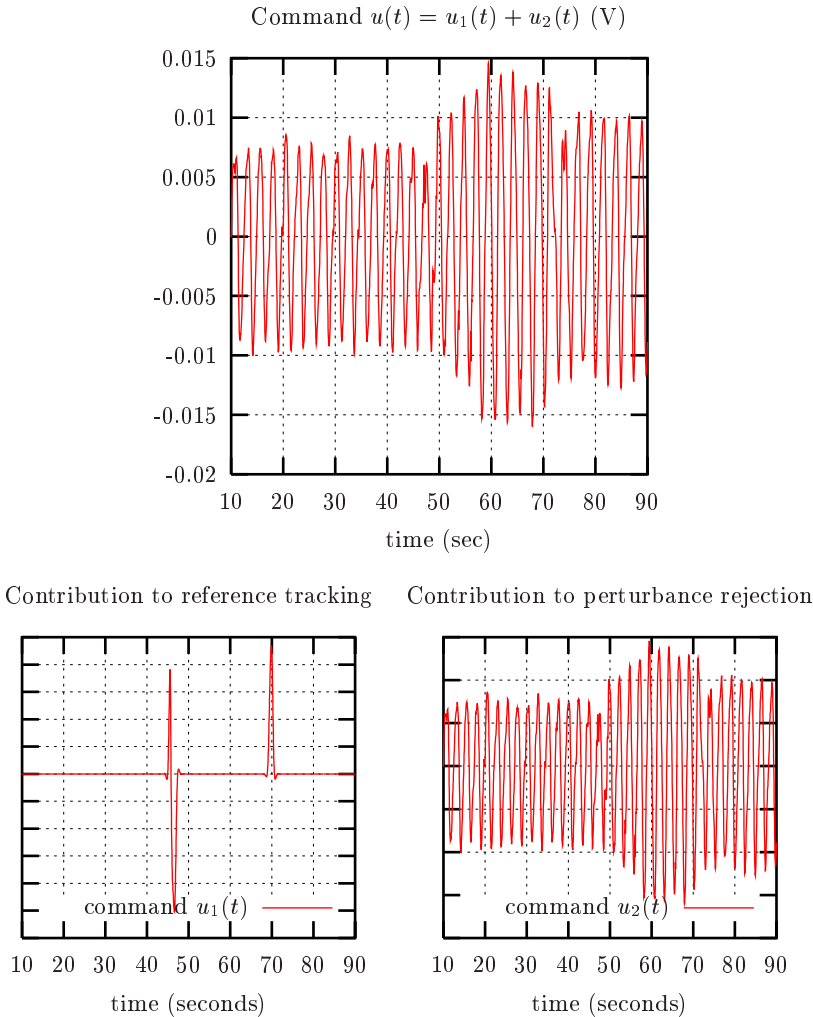 Command u(t) = u₁(t) + u₂(t) (V)
0.015
0.01
0.005
0
-0.005
-0.01
-0.015
-0.02
10 20 30 40 50 60 70 80 90
time (sec)
Contribution to reference tracking
command u₁(t)
10 20 30 40 50 60 70 80 90
time (seconds)
Contribution to perturbance rejection
command u₂(t)
10 20 30 40 50 60 70 80 90
time (seconds)